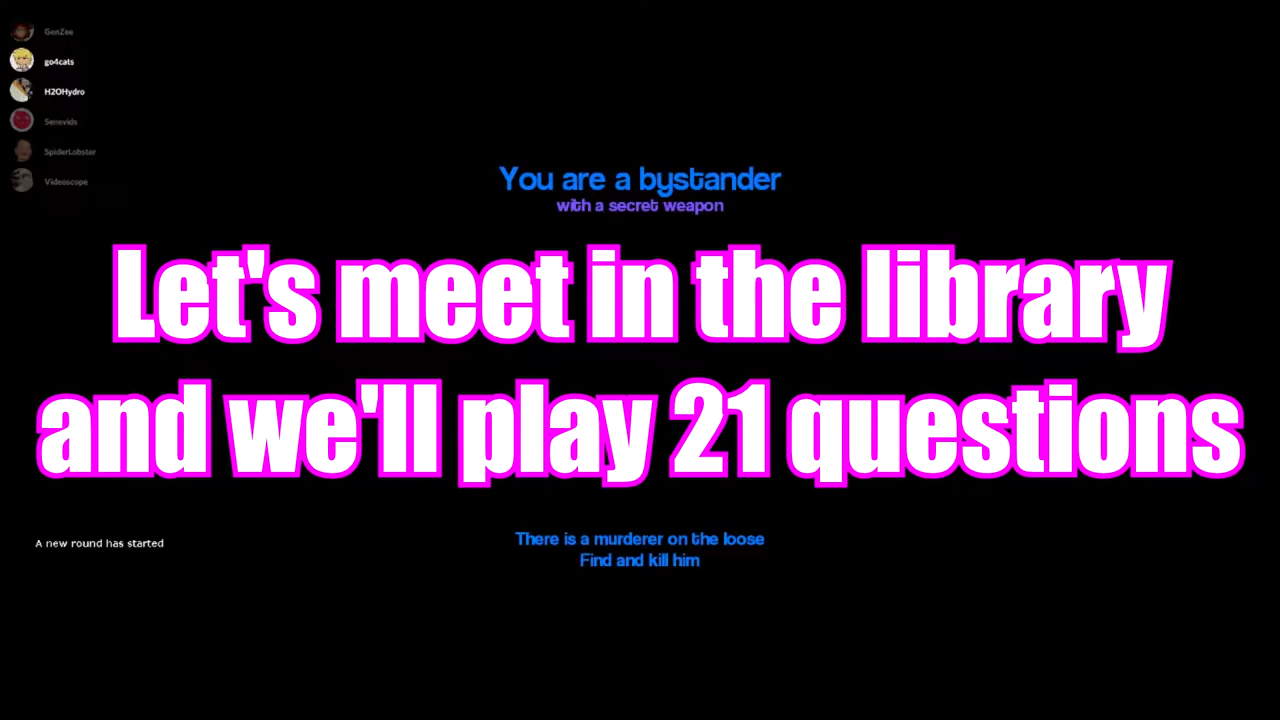 GenZee
go4cats
H2OHydro
Senevids
SpiderLobster
Videoscope
You are a bystander
with a secret weapon
Let's meet in the library
and we'll play 21 questions
A new round has started
There is a murderer on the loose
Find and kill him